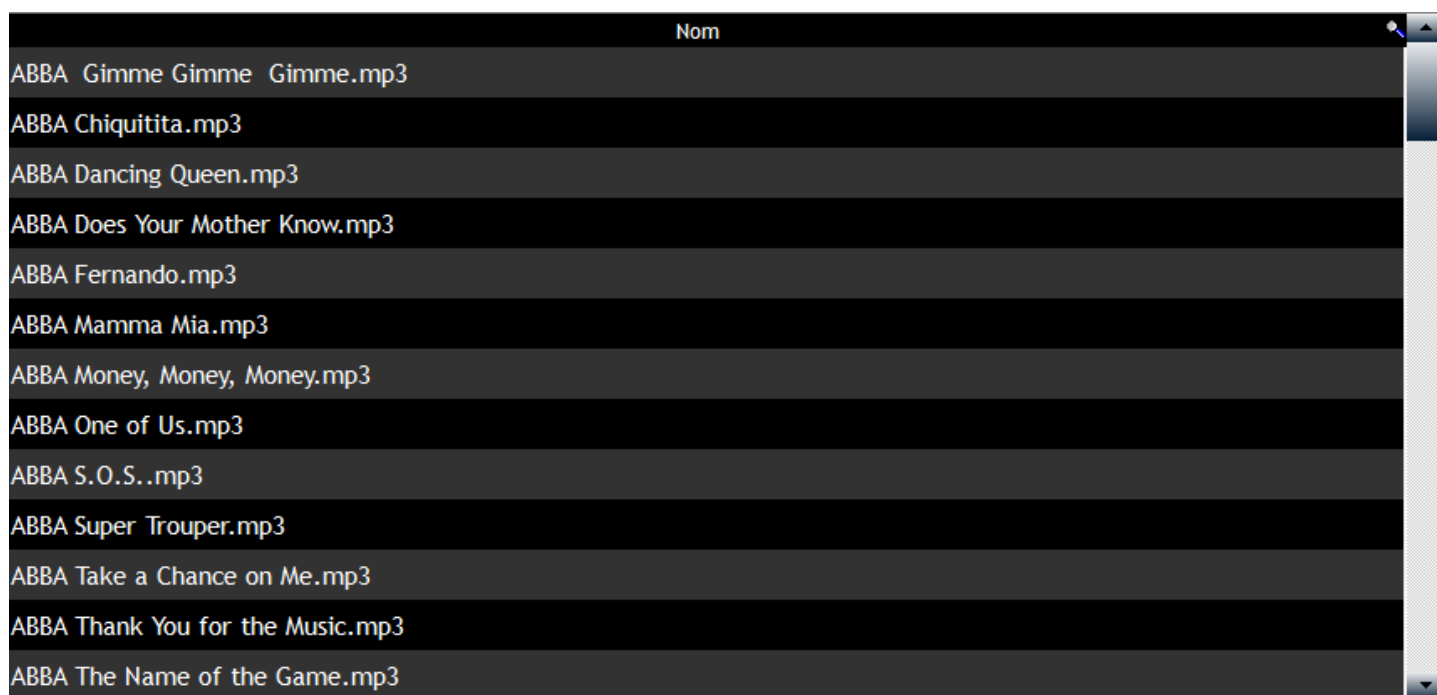 Nom
ABBA  Gimme Gimme  Gimme.mp3
ABBA Chiquitita.mp3
ABBA Dancing Queen.mp3
ABBA Does Your Mother Know.mp3
ABBA Fernando.mp3
ABBA Mamma Mia.mp3
ABBA Money, Money, Money.mp3
ABBA One of Us.mp3
ABBA S.O.S..mp3
ABBA Super Trouper.mp3
ABBA Take a Chance on Me.mp3
ABBA Thank You for the Music.mp3
ABBA The Name of the Game.mp3